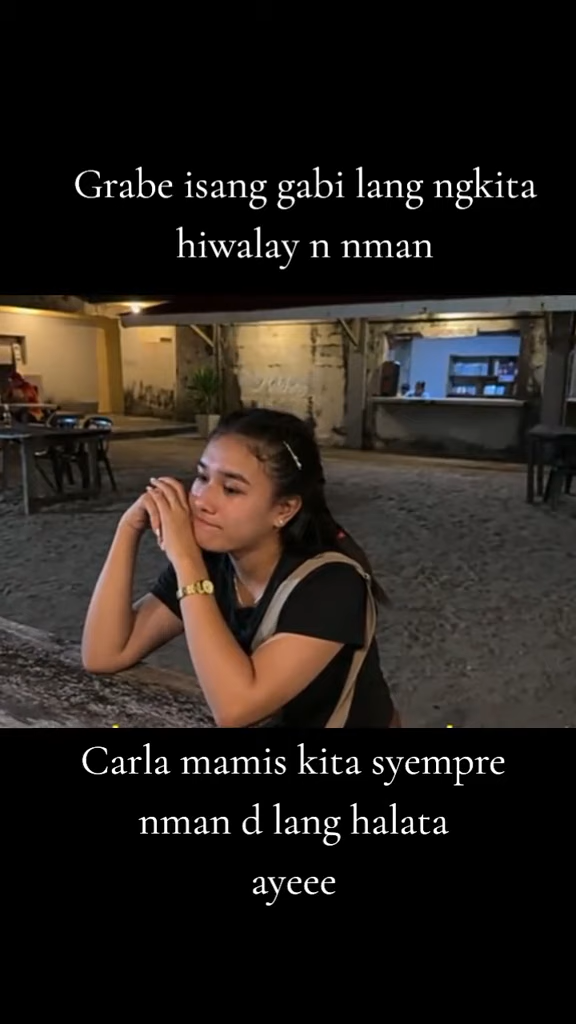 Grabe isang gabi lang ngkita
hiwalay n nman
Carla mamis kita syempre
nman d lang halata
ayeee